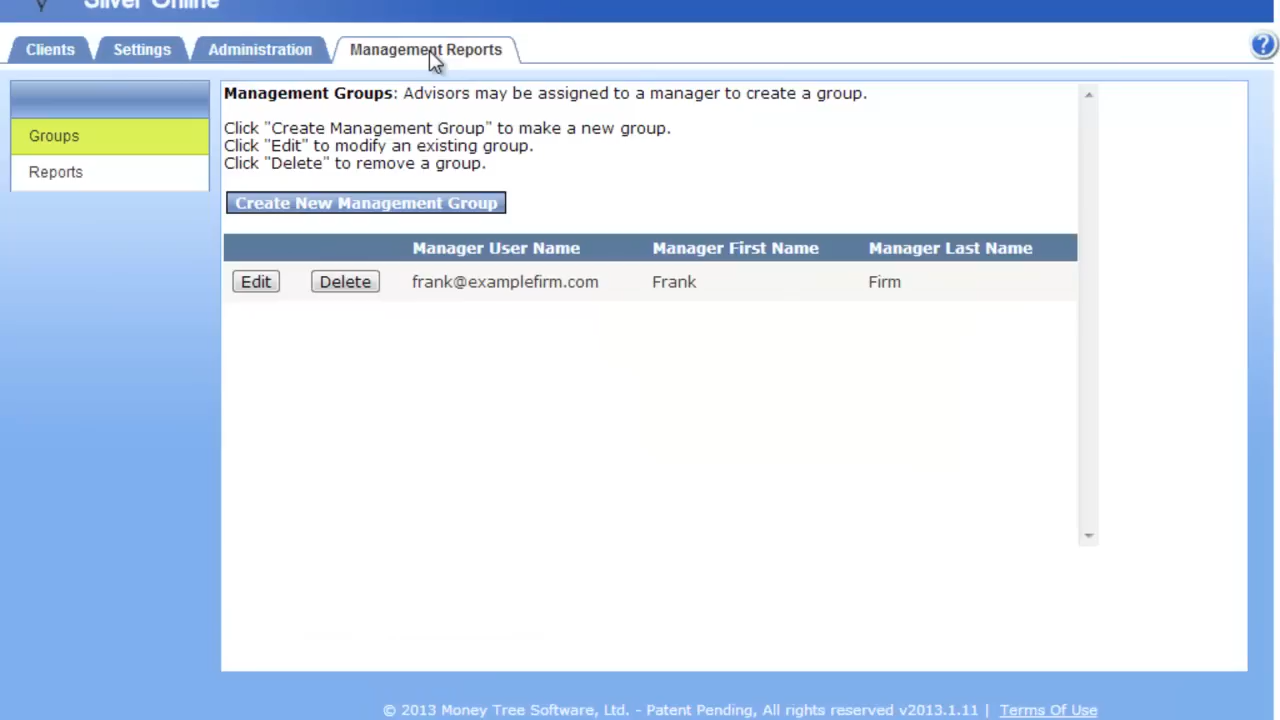 Silver Online
Clients
Settings
Administration
Management Reports
?
Groups
Reports
Management Groups: Advisors may be assigned to a manager to create a group.
Click "Create Management Group" to make a new group.
Click "Edit" to modify an existing group.
Click "Delete" to remove a group.
Create New Management Group
Manager User Name Manager First Name Manager Last Name
Edit Delete frank@examplefirm.com Frank Firm
© 2013 Money Tree Software, Ltd. - Patent Pending, All rights reserved v2013.1.11 | Terms Of Use